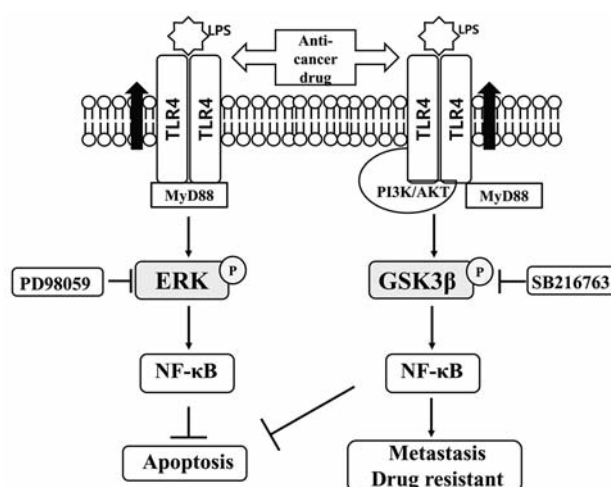 LPS
LPS
Anti-
cancer
drug
TLR4
TLR4
TLR4
TLR4
MyD88
PI3K/AKT
MyD88
PD98059
ERK
P
GSK3β
P
SB216763
NF-κB
NF-κB
Apoptosis
Metastasis
Drug resistant